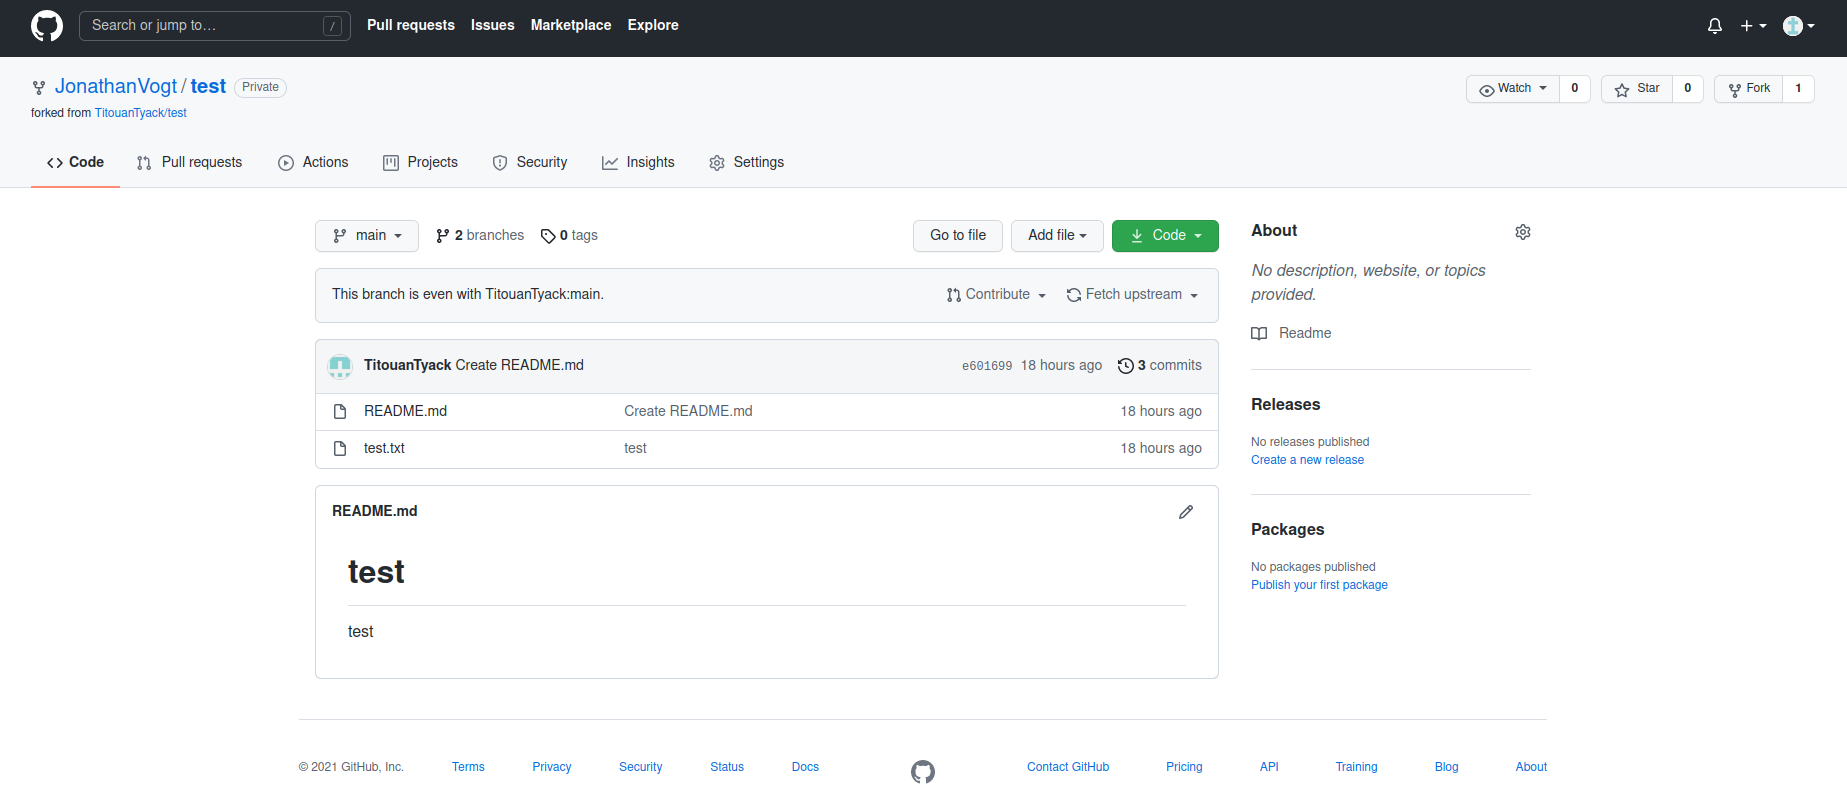 Search or jump to… / Pull requests Issues Marketplace Explore
JonathanVogt / test Private Watch 0 Star 0 Fork 1
forked from TitouanTyack/test
Code Pull requests Actions Projects Security Insights Settings
main 2 branches 0 tags Go to file Add file Code
This branch is even with TitouanTyack:main. Contribute Fetch upstream
TitouanTyack Create README.md e601699 18 hours ago 3 commits
README.md Create README.md 18 hours ago
test.txt test 18 hours ago
README.md
test
test
About
No description, website, or topics
provided.
Readme
Releases
No releases published
Create a new release
Packages
No packages published
Publish your first package
© 2021 GitHub, Inc. Terms Privacy Security Status Docs Contact GitHub Pricing API Training Blog About